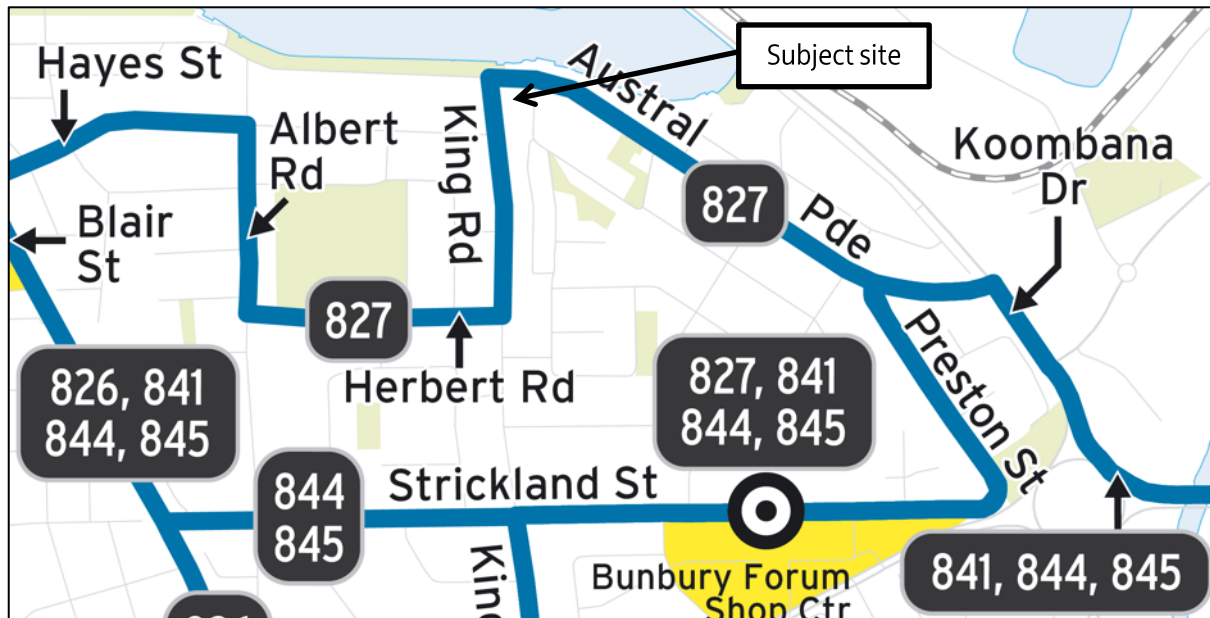 Hayes St
Subject site
Austral
Pde
Albert
Rd
King Rd
Koombana
Dr
827
Blair
St
827
Herbert Rd
826, 841
844, 845
827, 841
844, 845
Preston St
844
845
Strickland St
Bunbury Forum
Shop Ctr
841, 844, 845